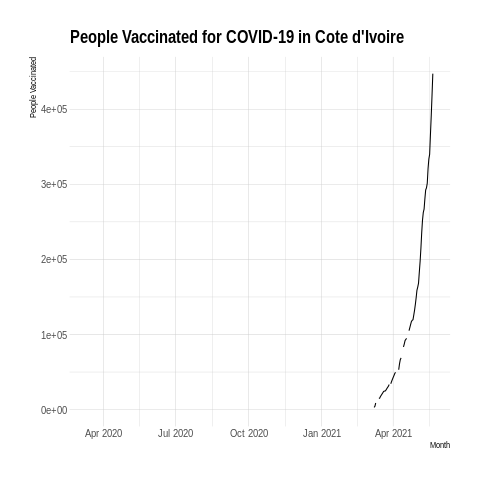 People Vaccinated for COVID-19 in Cote d'Ivoire
People Vaccinated
4e+05
3e+05
2e+05
1e+05
0e+00
Apr 2020 Jul 2020 Oct 2020 Jan 2021 Apr 2021
Month